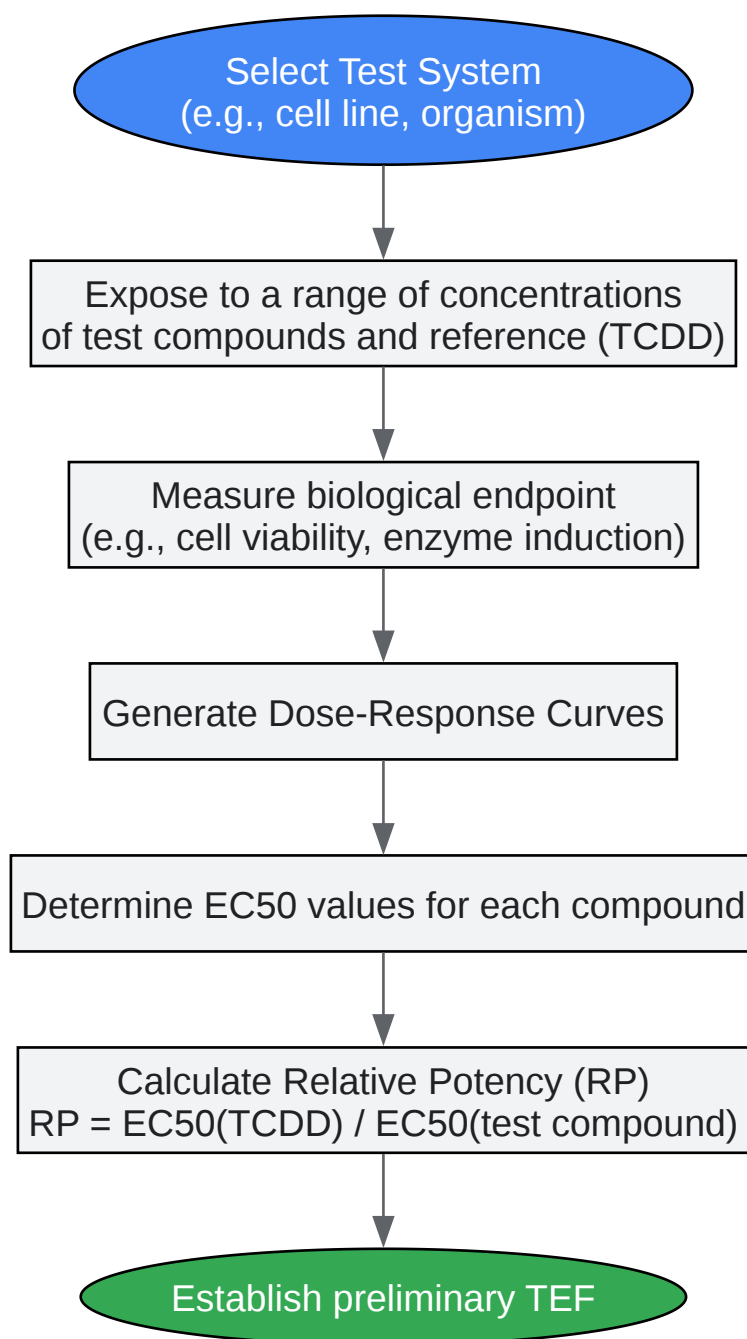 Select Test System
(e.g., cell line, organism)
Expose to a range of concentrations
of test compounds and reference (TCDD)
Measure biological endpoint
(e.g., cell viability, enzyme induction)
Generate Dose-Response Curves
Determine EC50 values for each compound
Calculate Relative Potency (RP)
RP = EC50(TCDD) / EC50(test compound)
Establish preliminary TEF